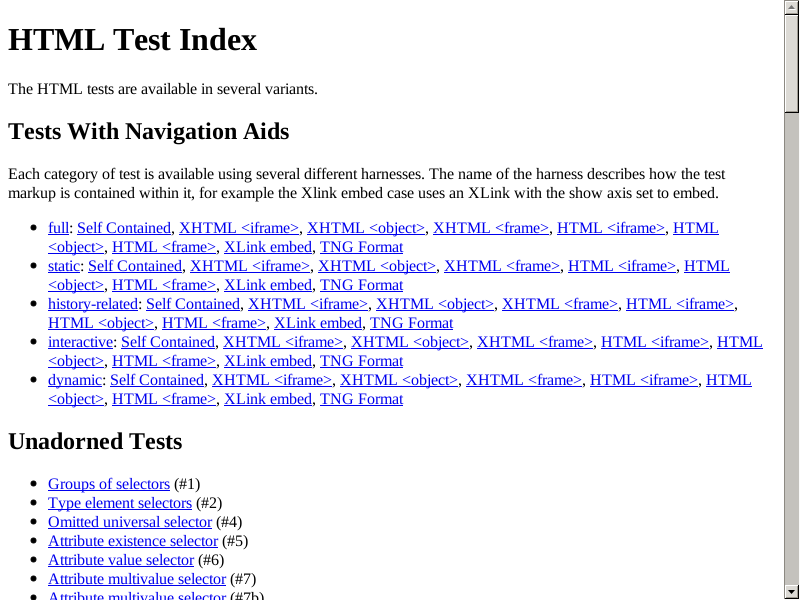 HTML Test Index
The HTML tests are available in several variants.
Tests With Navigation Aids
Each category of test is available using several different harnesses. The name of the harness describes how the test
markup is contained within it, for example the Xlink embed case uses an XLink with the show axis set to embed.
full: Self Contained, XHTML <iframe>, XHTML <object>, XHTML <frame>, HTML <iframe>, HTML
<object>, HTML <frame>, XLink embed, TNG Format
static: Self Contained, XHTML <iframe>, XHTML <object>, XHTML <frame>, HTML <iframe>, HTML
<object>, HTML <frame>, XLink embed, TNG Format
history-related: Self Contained, XHTML <iframe>, XHTML <object>, XHTML <frame>, HTML <iframe>,
HTML <object>, HTML <frame>, XLink embed, TNG Format
interactive: Self Contained, XHTML <iframe>, XHTML <object>, XHTML <frame>, HTML <iframe>, HTML
<object>, HTML <frame>, XLink embed, TNG Format
dynamic: Self Contained, XHTML <iframe>, XHTML <object>, XHTML <frame>, HTML <iframe>, HTML
<object>, HTML <frame>, XLink embed, TNG Format
Unadorned Tests
Groups of selectors (#1)
Type element selectors (#2)
Omitted universal selector (#4)
Attribute existence selector (#5)
Attribute value selector (#6)
Attribute multivalue selector (#7)
Attribute multivalue selector (#7b)